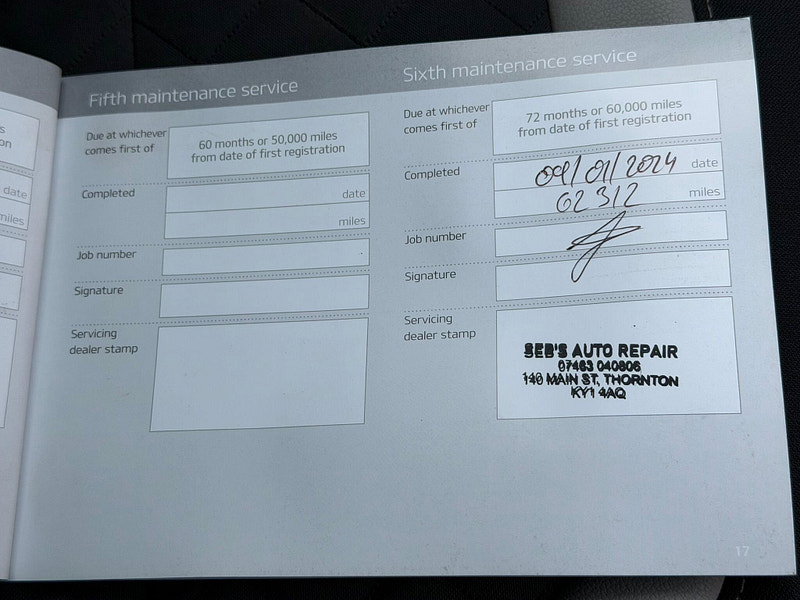 s
on
date
miles
Fifth maintenance service
Due at whichever
comes first of
60 months or 50,000 miles
from date of first registration
Completed
date
miles
Job number
Signature
Servicing
dealer stamp
Sixth maintenance service
Due at whichever
comes first of
72 months or 60,000 miles
from date of first registration
Completed
09/01/2024 date
62312 miles
Job number
Signature
Servicing
dealer stamp
SEB'S AUTO REPAIR
07463 040806
140 MAIN ST, THORNTON
KY1 4AQ
17